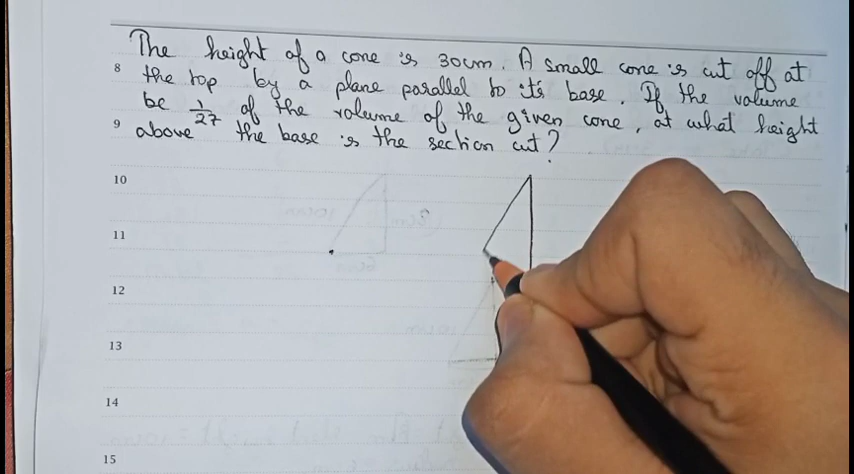 The height of a cone is 30cm. A small cone is cut off at
8 the top by a plane parallel to it's base. If the volume
be 1/27 of the volume of the given cone, at what height
9 above the base is the section cut?
10
11
12
13
14
15